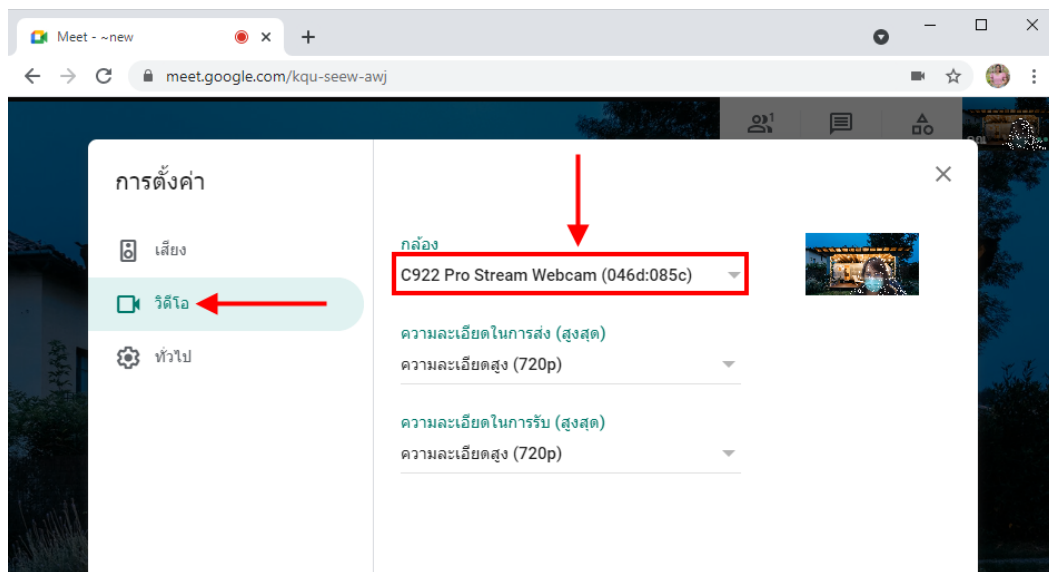 Meet - ~new
meet.google.com/kqu-seew-awj
1
การตั้งค่า
เสียง
วิดีโอ
ทั่วไป
กล้อง
C922 Pro Stream Webcam (046d:085c)
ความละเอียดในการส่ง (สูงสุด)
ความละเอียดสูง (720p)
ความละเอียดในการรับ (สูงสุด)
ความละเอียดสูง (720p)